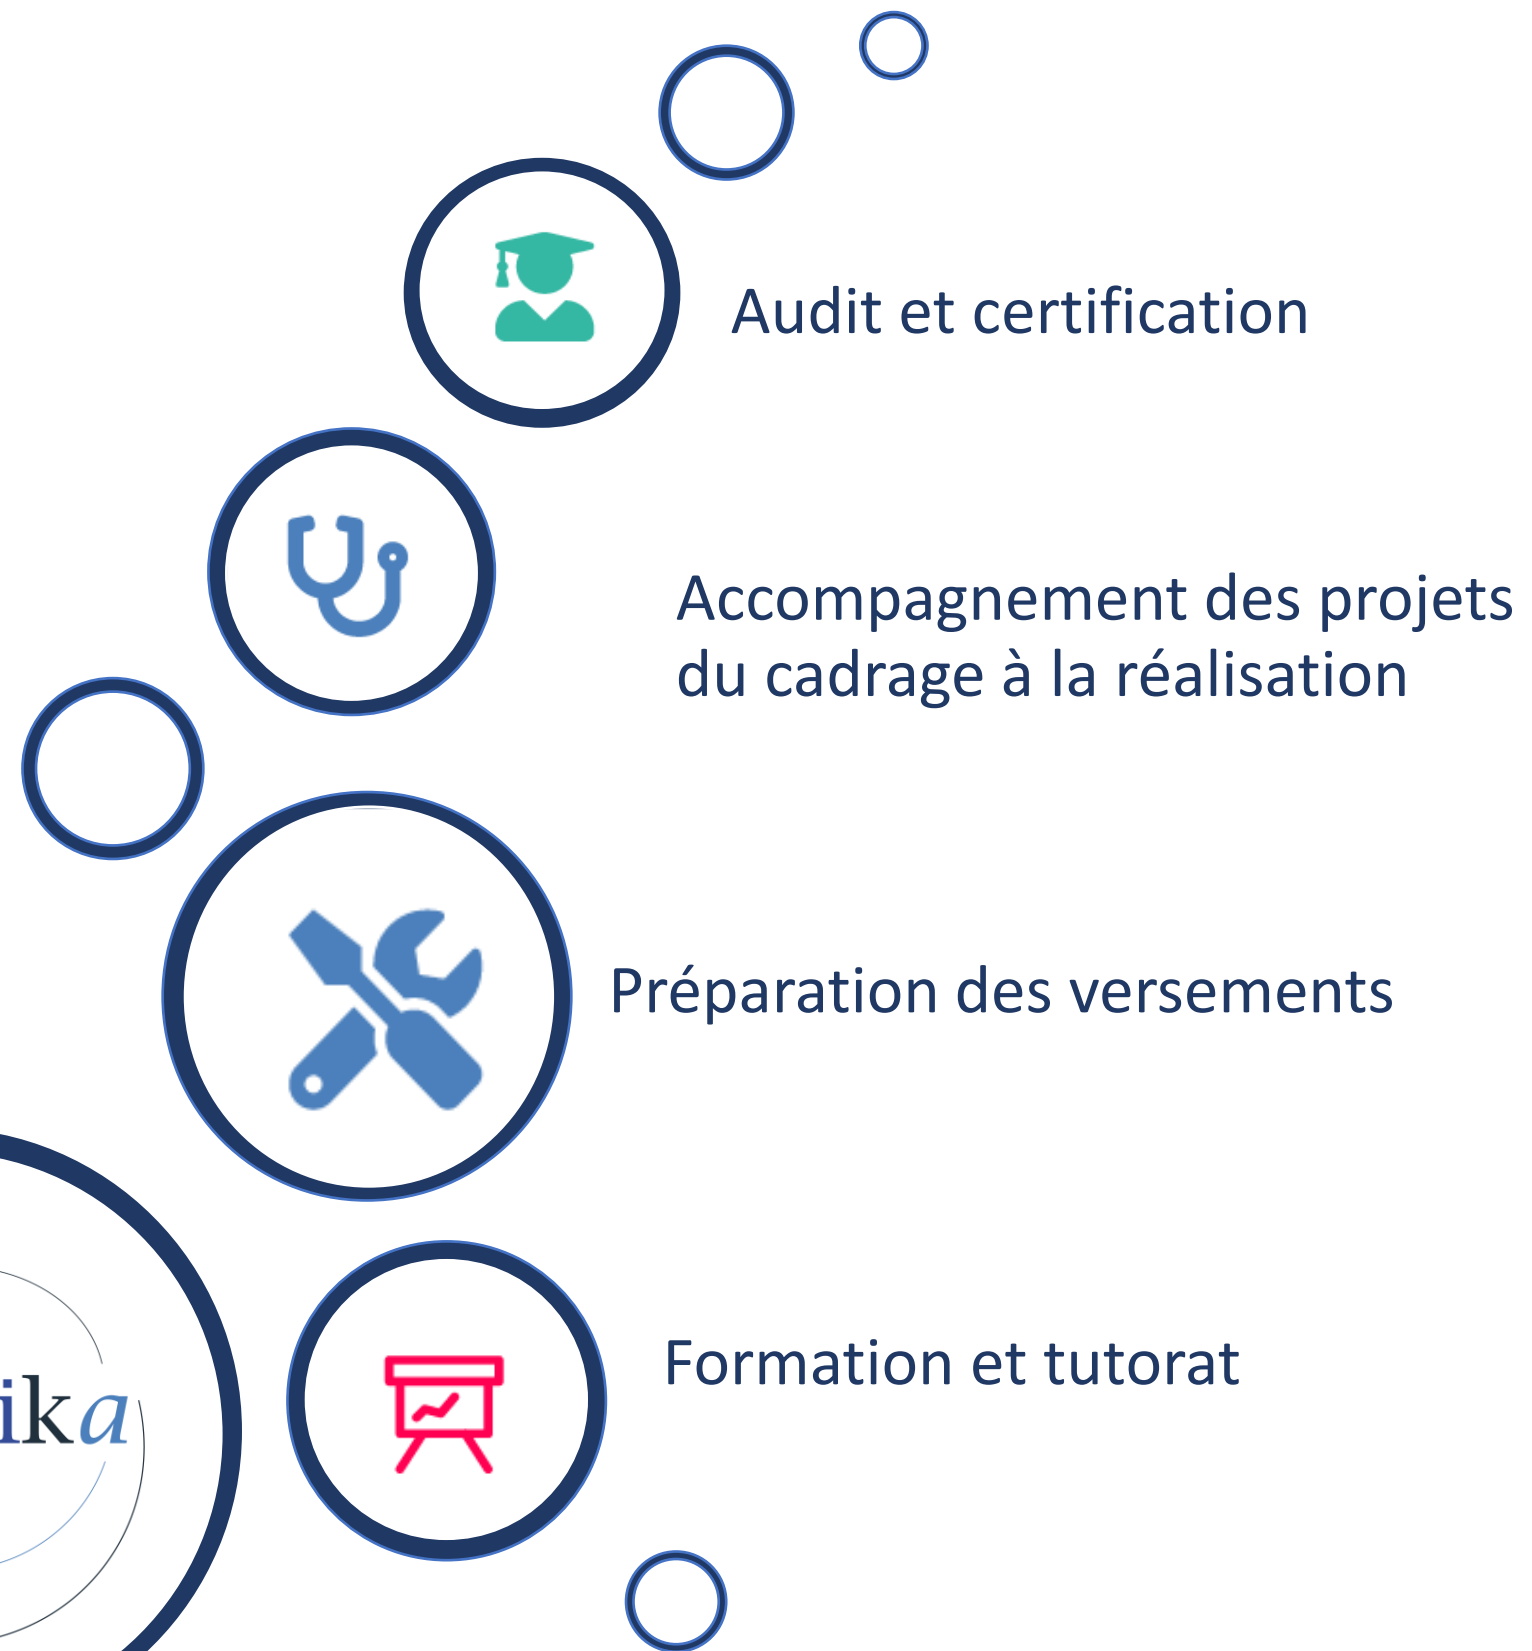 Audit et certification
Accompagnement des projets
du cadrage à la réalisation
Préparation des versements
Formation et tutorat
ika